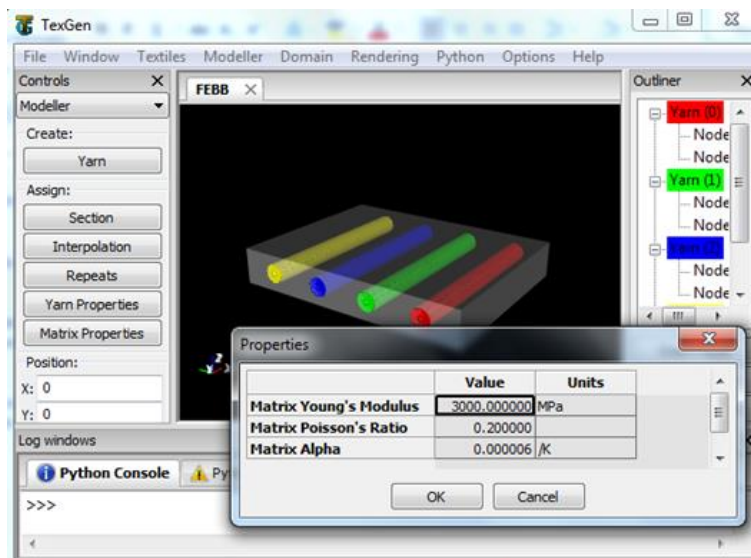 TexGen
File Window Textiles Modeller Domain Rendering Python Options Help
Controls
Modeller
Create:
Yarn
Assign:
Section
Interpolation
Repeats
Yarn Properties
Matrix Properties
Position:
X: 0
Y: 0
FEBB
Outliner
Yarn (0)
Node
Node
Yarn (1)
Node
Node
Node
Node
Properties
Value Units
Matrix Young's Modulus 3000.000000 MPa
Matrix Poisson's Ratio 0.200000
Matrix Alpha 0.000006 /K
OK Cancel
Log windows
Python Console Py
>>>